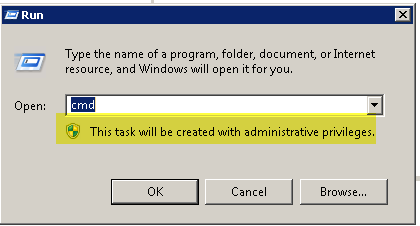 Run
Type the name of a program, folder, document, or Internet
resource, and Windows will open it for you.
Open: cmd
This task will be created with administrative privileges.
OK Cancel Browse...